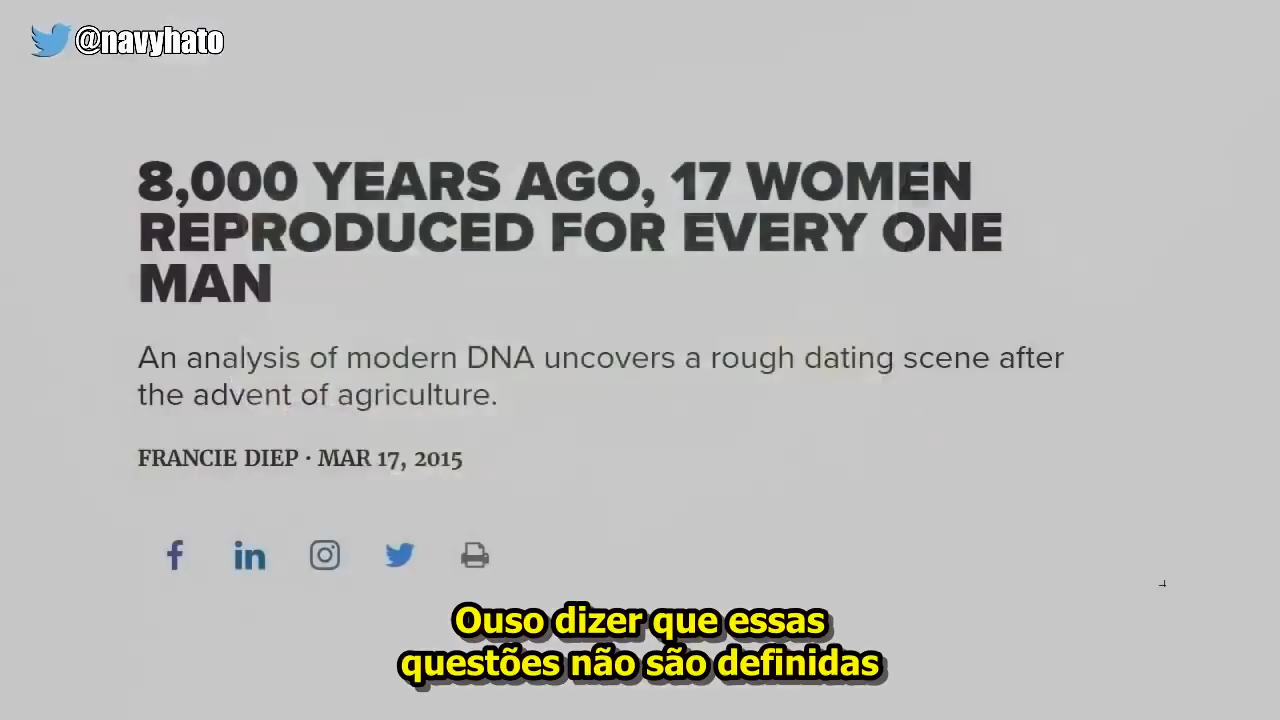 @navyhato
8,000 YEARS AGO, 17 WOMEN
REPRODUCED FOR EVERY ONE
MAN
An analysis of modern DNA uncovers a rough dating scene after
the advent of agriculture.
FRANCIE DIEP · MAR 17, 2015
Ouso dizer que essas
questões não são definidas